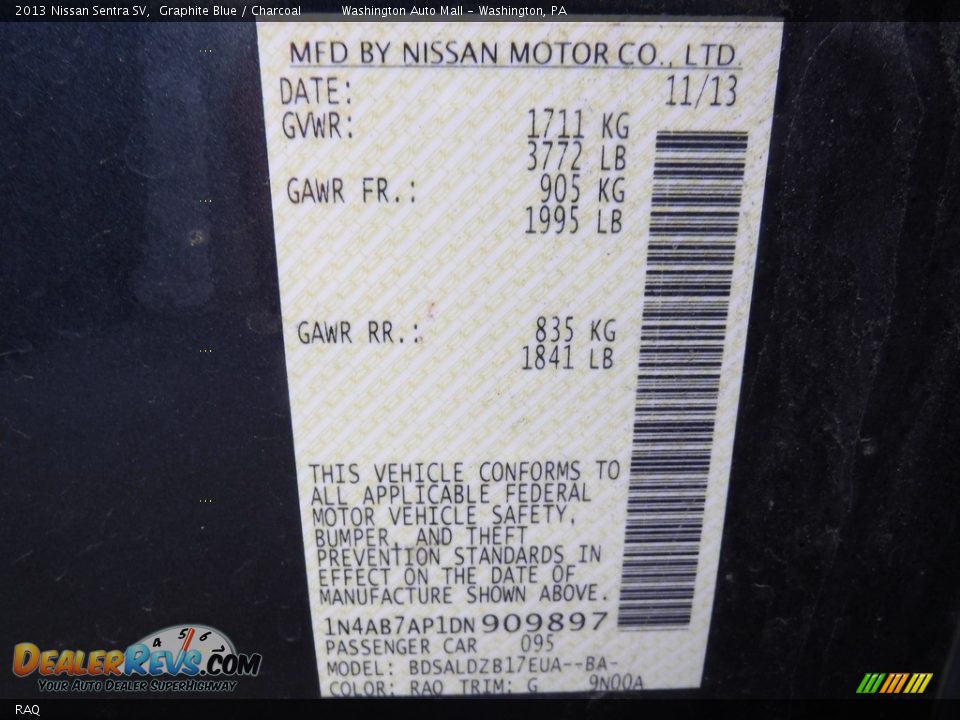 2013 Nissan Sentra SV, Graphite Blue / Charcoal Washington Auto Mall - Washington, PA
MFD BY NISSAN MOTOR CO., LTD.
DATE: 11/13
GVWR: 1711 KG
3772 LB
GAWR FR.: 905 KG
1995 LB
GAWR RR.: 835 KG
1841 LB
THIS VEHICLE CONFORMS TO
ALL APPLICABLE FEDERAL
MOTOR VEHICLE SAFETY,
BUMPER, AND THEFT
PREVENTION STANDARDS IN
EFFECT ON THE DATE OF
MANUFACTURE SHOWN ABOVE.
1N4AB7AP1DN909897
PASSENGER CAR 095
MODEL: BDSALDZB17EUA--BA-
COLOR: RAQ TRIM: G 9N00A
4 5 6
DEALERREVS.COM
YOUR AUTO DEALER SUPERHIGHWAY
RAQ